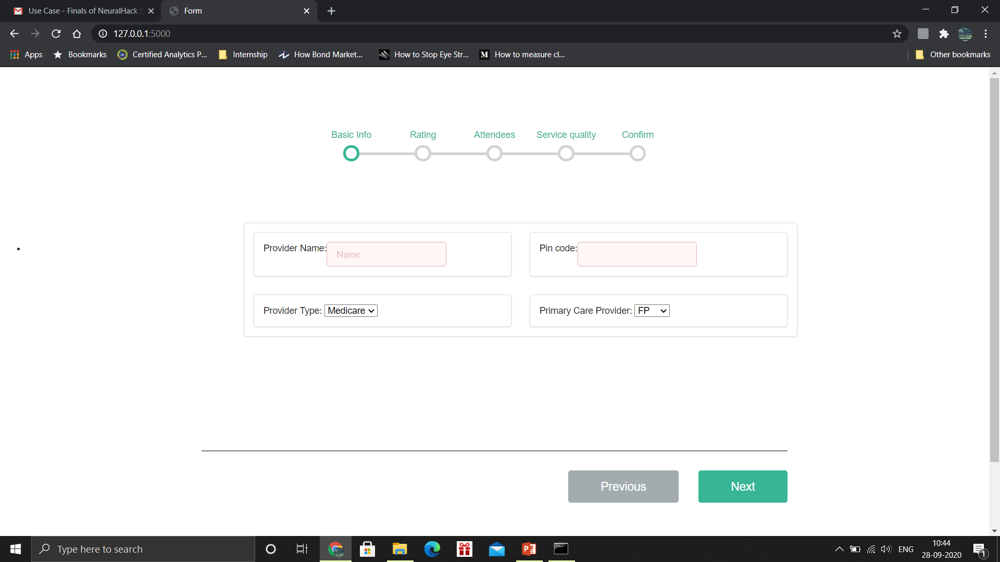 Use Case - Finals of NeuralHack
Form
127.0.0.1:5000
Apps
Bookmarks
Certified Analytics P...
Internship
How Bond Market...
How to Stop Eye Str...
M
How to measure cl...
Other bookmarks
Basic Info
Rating
Attendees
Service quality
Confirm
Provider Name:
Name
Pin code:
Provider Type:
Medicare
Primary Care Provider:
FP
Previous
Next
Type here to search
ENG
10:44
28-09-2020
1